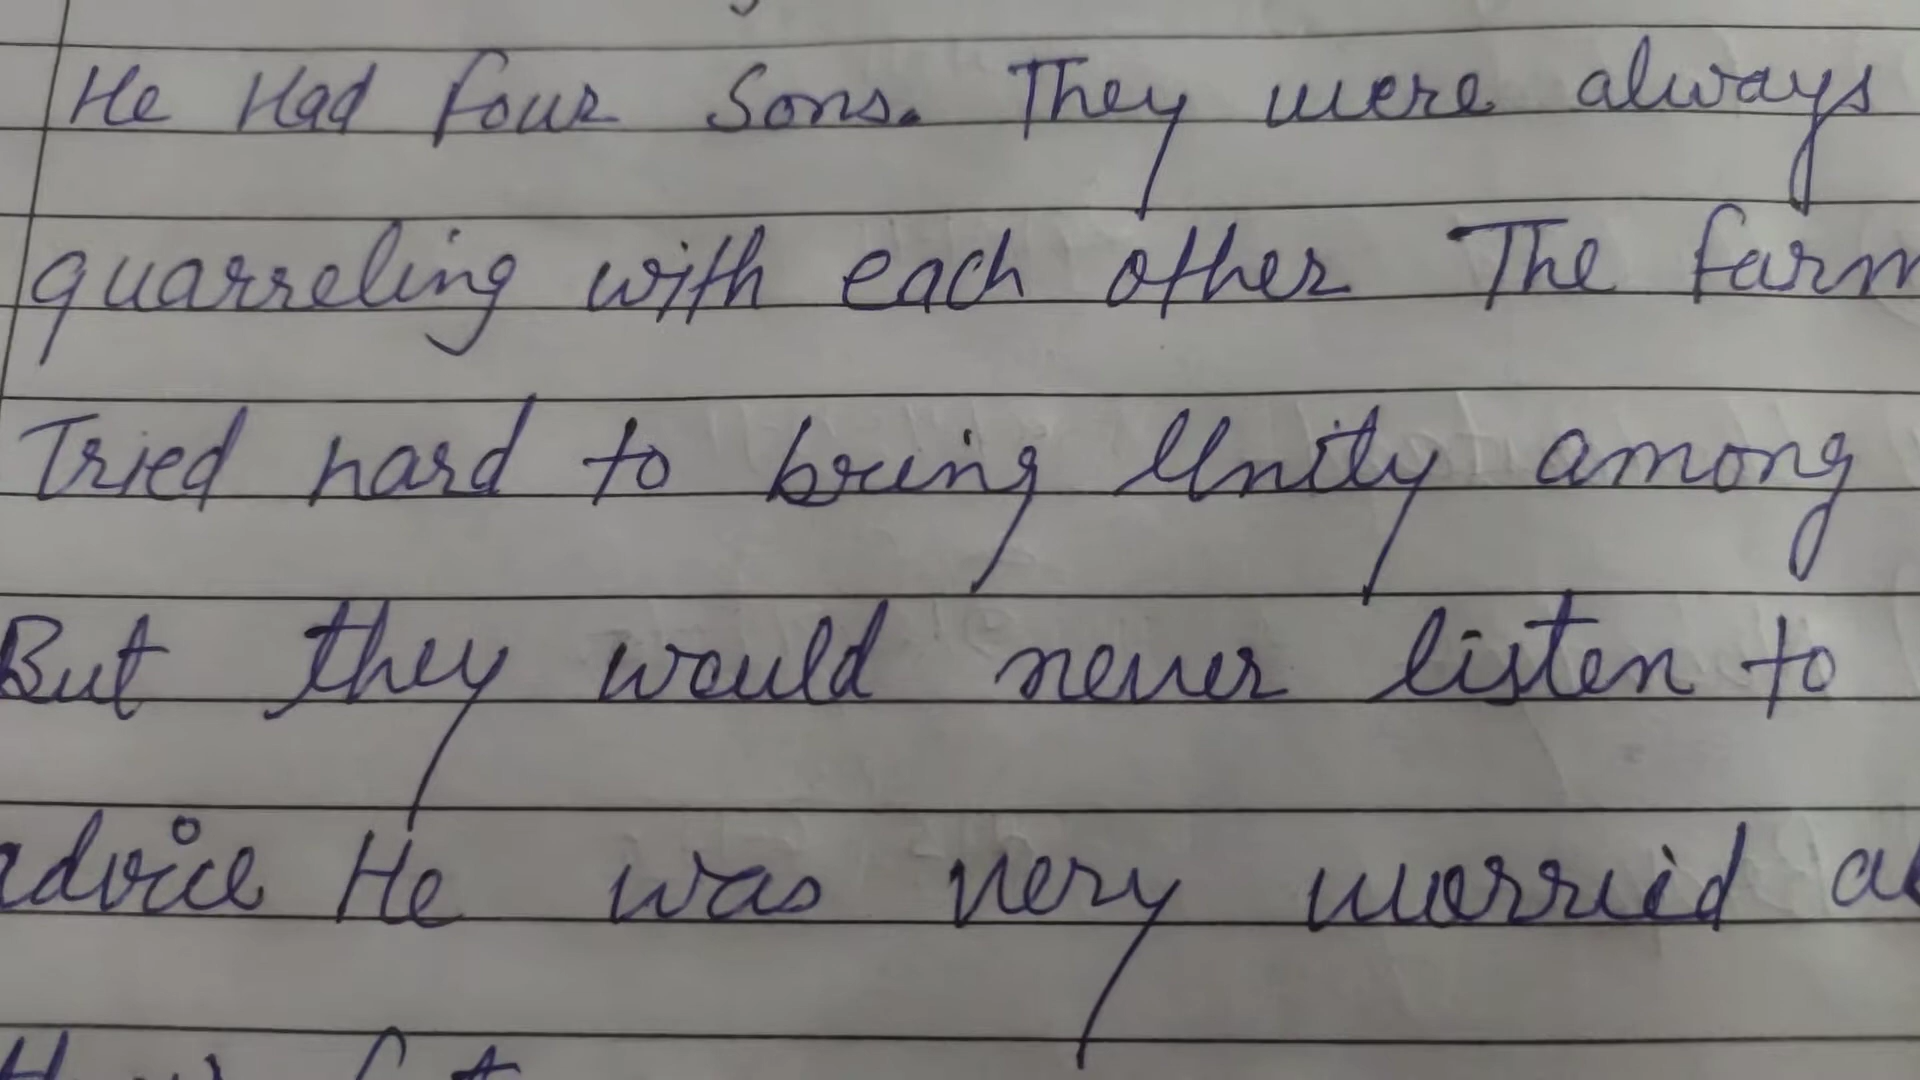 He Had four Sons. They were always
quarreling with each other The farm
Tried hard to bring Unity among
But they would never listen to
advice He was very worried